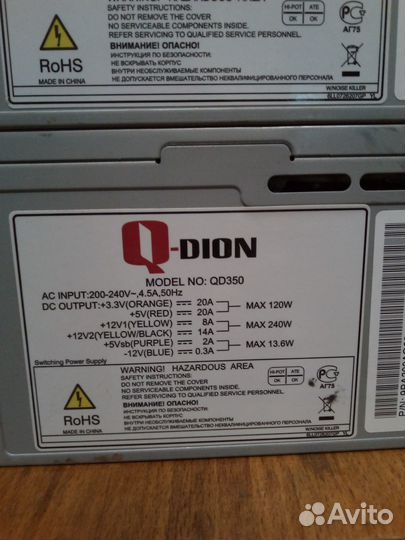 RoHS
MADE IN CHINA
SAFETY INSTRUCTIONS:
DO NOT REMOVE THE COVER
NO SERVICEABLE COMPONENTS INSIDE.
REFER SERVICING TO QUALIFIED PERSONNEL
ВНИМАНИЕ! ОПАСНО!
ИНСТРУКЦИЯ ПО БЕЗОПАСНОСТИ.
НЕ ВСКРЫВАТЬ КОРПУС
ВНУТРИ НЕОБСЛУЖИВАЕМЫЕ КОМПОНЕНТЫ.
НЕ ДОПУСКАЕТСЯ ВМЕШАТЕЛЬСТВО НЕКВАЛИФИЦИРОВАННОГО ПЕРСОНАЛА
HI-POT ATE
OK OK
АГ75
W/NOISE KILLER
Q-DION
MODEL NO: QD350
AC INPUT:200-240V~,4.5A,50Hz
DC OUTPUT:+3.3V(ORANGE) 20A
+5V(RED) 20A
MAX 120W
+12V1(YELLOW) 8A
+12V2(YELLOW/BLACK) 14A
MAX 240W
+5Vsb(PURPLE) 2A
-12V(BLUE) 0.3A
MAX 13.6W
Switching Power Supply
WARNING! HAZARDOUS AREA
SAFETY INSTRUCTIONS:
DO NOT REMOVE THE COVER
NO SERVICEABLE COMPONENTS INSIDE.
REFER SERVICING TO QUALIFIED PERSONNEL
ВНИМАНИЕ! ОПАСНО!
ИНСТРУКЦИЯ ПО БЕЗОПАСНОСТИ.
НЕ ВСКРЫВАТЬ КОРПУС
ВНУТРИ НЕОБСЛУЖИВАЕМЫЕ КОМПОНЕНТЫ.
НЕ ДОПУСКАЕТСЯ ВМЕШАТЕЛЬСТВО НЕКВАЛИФИЦИРОВАННОГО ПЕРСОНАЛА
HI-POT ATE
OK OK
АГ75
RoHS
MADE IN CHINA
W/NOISE KILLER
Avito